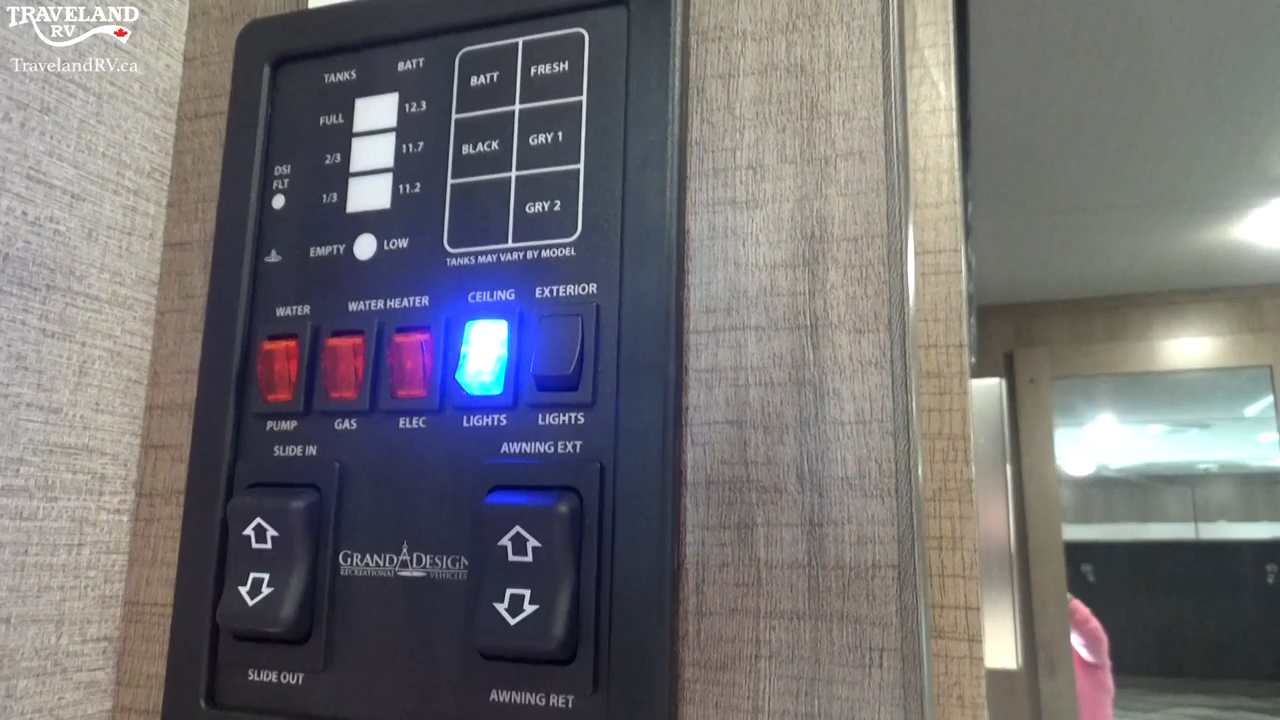 TRAVELAND
RV
TravelandRV.ca
TANKS BATT
FULL 12.3
2/3 11.7
1/3 11.2
DSI
FLT
EMPTY LOW
BATT FRESH
BLACK GRY 1
GRY 2
TANKS MAY VARY BY MODEL
WATER WATER HEATER CEILING EXTERIOR
PUMP GAS ELEC LIGHTS LIGHTS
SLIDE IN AWNING EXT
GRAND DESIGN
RECREATIONAL VEHICLES
SLIDE OUT AWNING RET